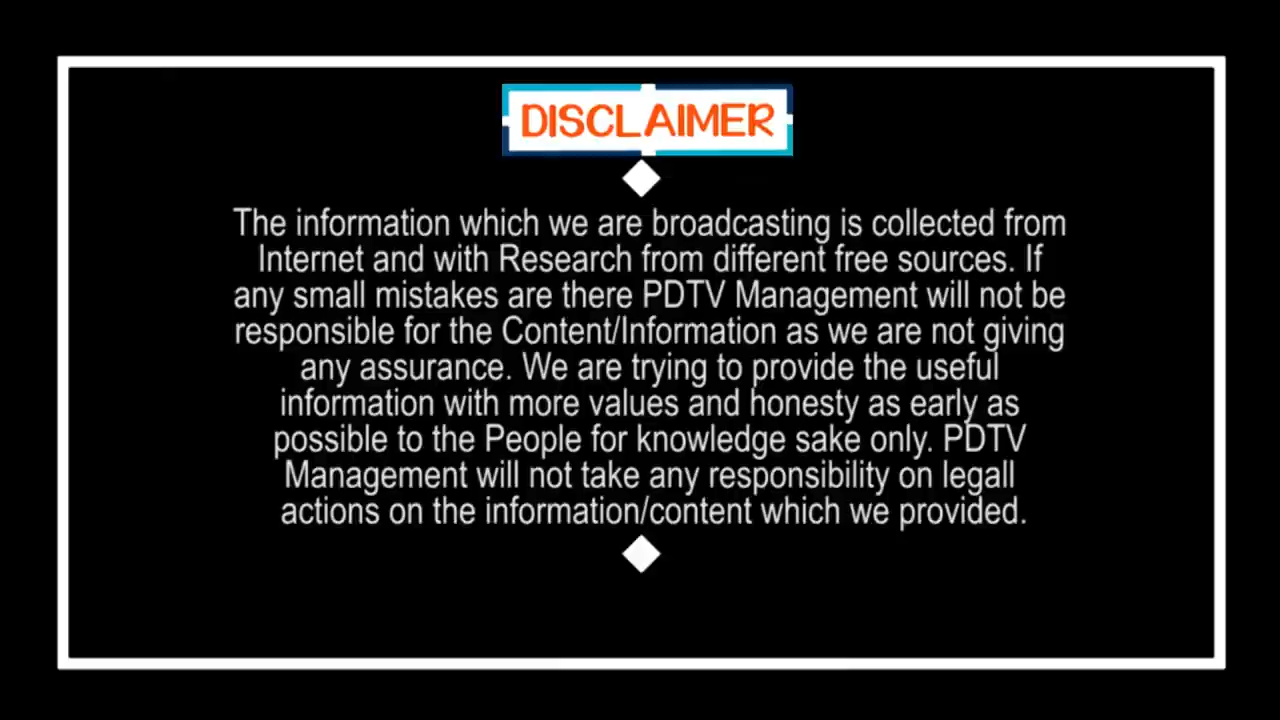 DISCLAIMER
The information which we are broadcasting is collected from
Internet and with Research from different free sources. If
any small mistakes are there PDTV Management will not be
responsible for the Content/Information as we are not giving
any assurance. We are trying to provide the useful
information with more values and honesty as early as
possible to the People for knowledge sake only. PDTV
Management will not take any responsibility on legall
actions on the information/content which we provided.